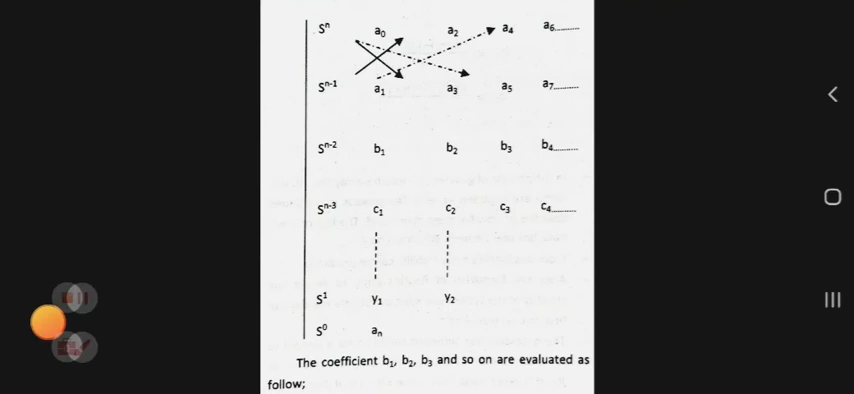 Sⁿ a₀ a₂ a₄ a₆..........
Sⁿ⁻¹ a₁ a₃ a₅ a₇..........
Sⁿ⁻² b₁ b₂ b₃ b₄..........
Sⁿ⁻³ c₁ c₂ c₃ c₄..........
S¹ y₁ y₂
S⁰ aₙ
The coefficient b₁, b₂, b₃ and so on are evaluated as
follow;